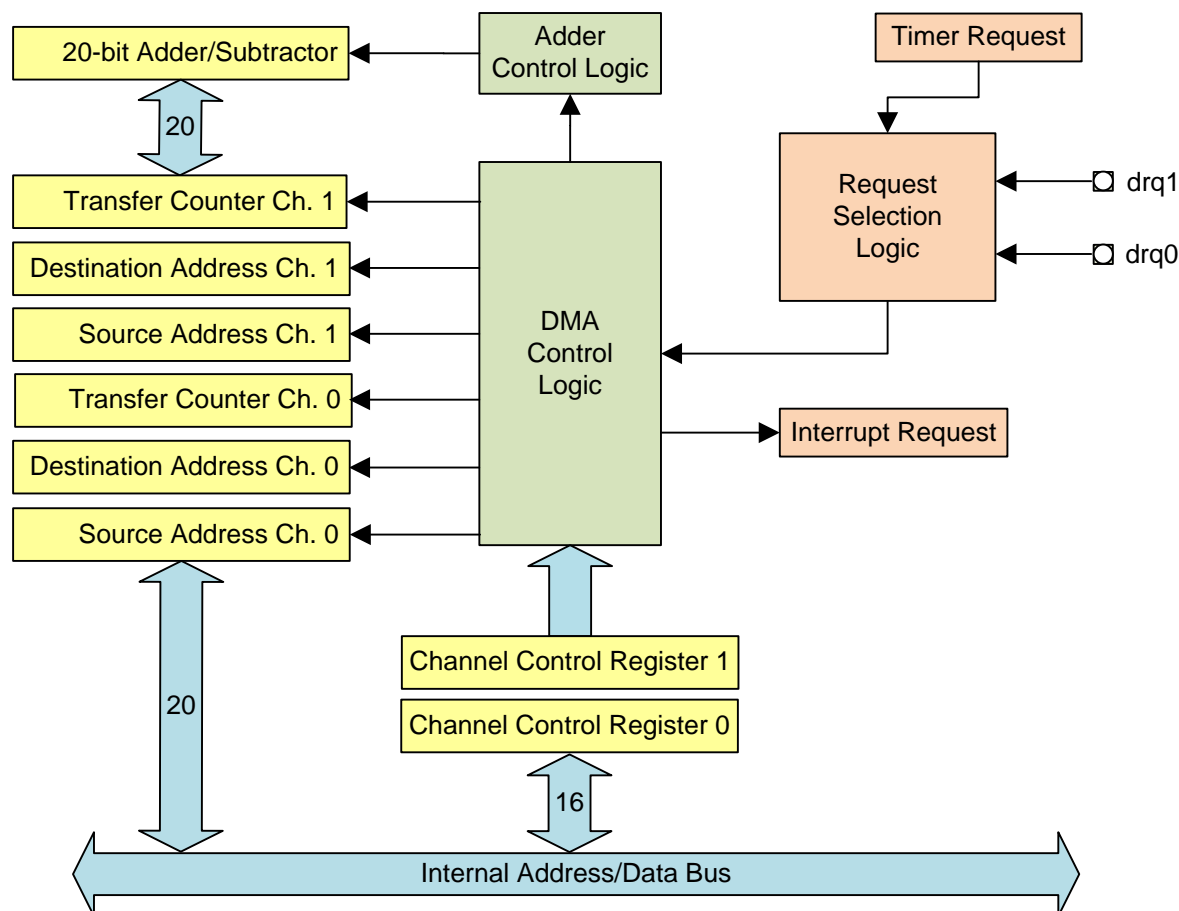 20-bit Adder/Subtractor
Adder
Control Logic
Timer Request
20
Transfer Counter Ch. 1
Destination Address Ch. 1
Source Address Ch. 1
Transfer Counter Ch. 0
Destination Address Ch. 0
Source Address Ch. 0
DMA
Control
Logic
Request
Selection
Logic
drq1
drq0
Interrupt Request
Channel Control Register 1
Channel Control Register 0
20
16
Internal Address/Data Bus